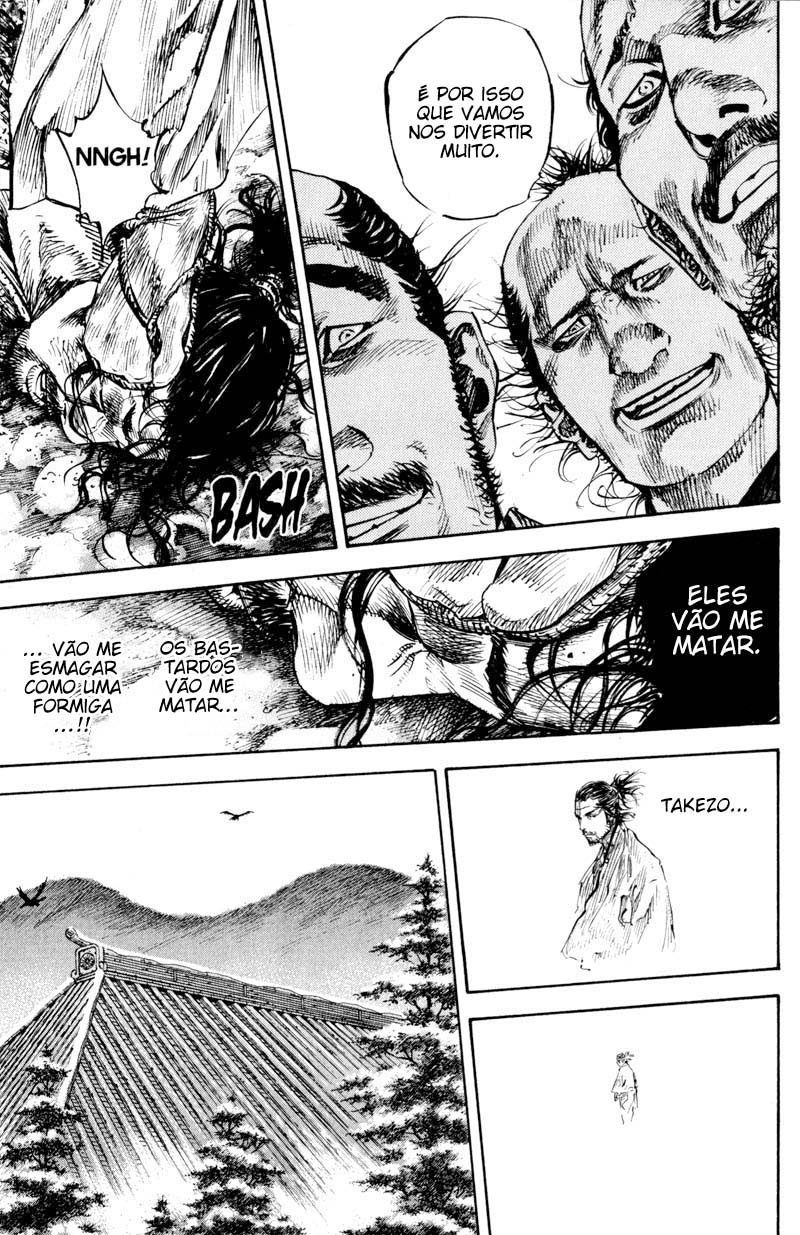 É POR ISSO
QUE VAMOS
NOS DIVERTIR
MUITO.
NNGH!
BASH
ELES
VÃO ME
MATAR.
OS BAS-
TARDOS
VÃO ME
MATAR...
... VÃO ME
ESMAGAR
COMO UMA
FORMIGA
...!!
TAKEZO...